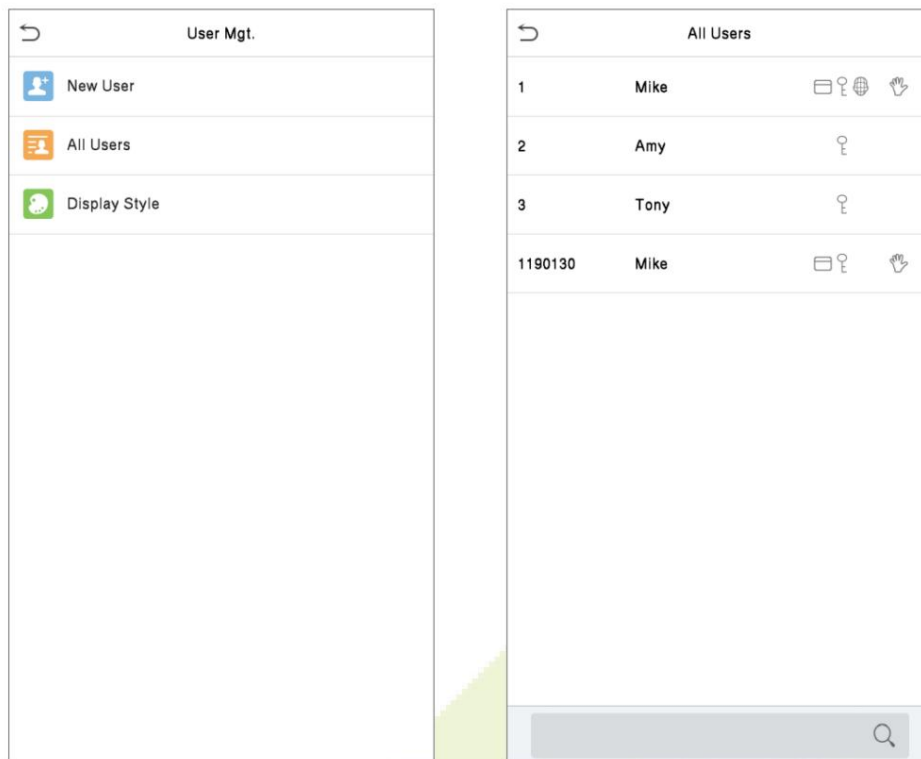 User Mgt.
New User
All Users
Display Style
All Users
1 Mike
2 Amy
3 Tony
1190130 Mike